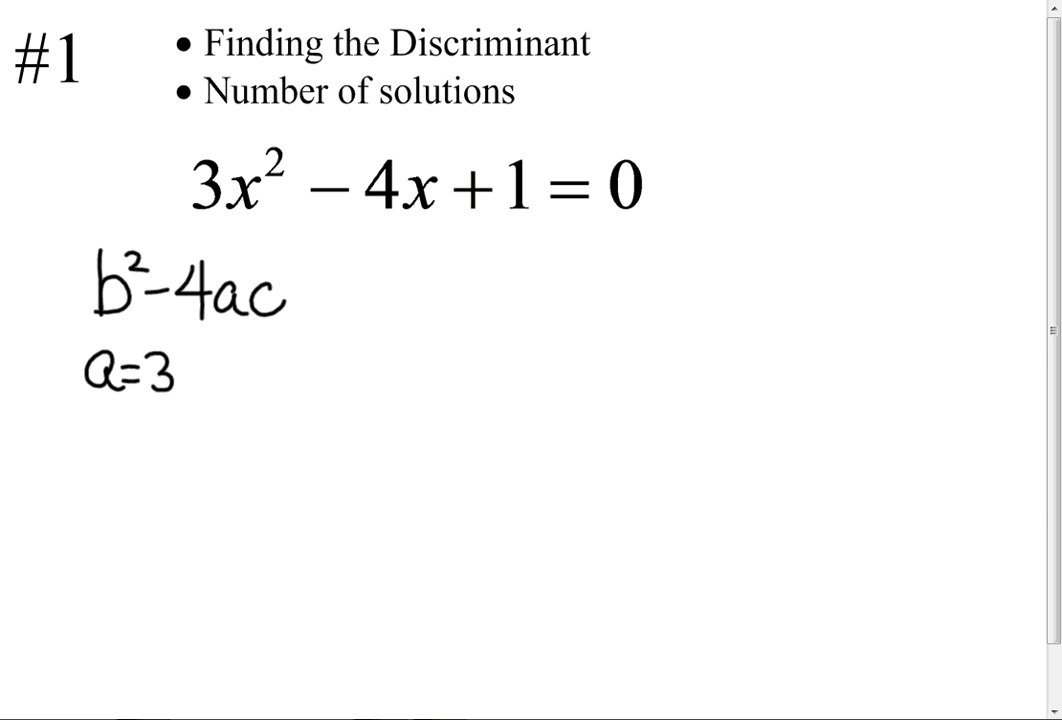 #1
• Finding the Discriminant
• Number of solutions
3x² − 4x + 1 = 0
b²-4ac
a=3